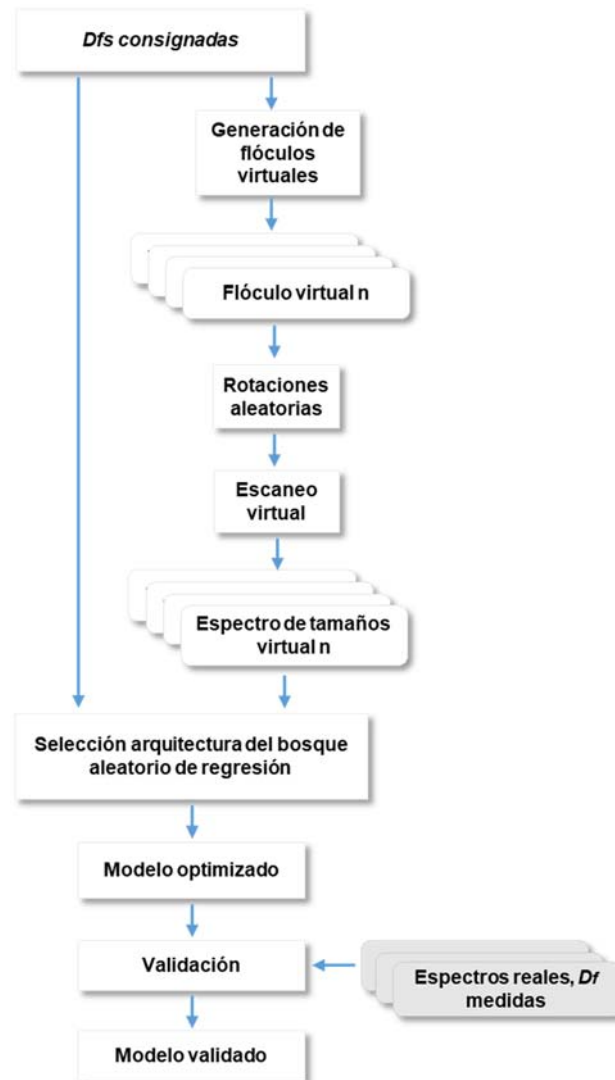 Dfs consignadas
Generación de
flóculos
virtuales
Flóculo virtual n
Rotaciones
aleatorias
Escaneo
virtual
Espectro de tamaños
virtual n
Selección arquitectura del bosque
aleatorio de regresión
Modelo optimizado
Validación
Espectros reales, Df
medidas
Modelo validado